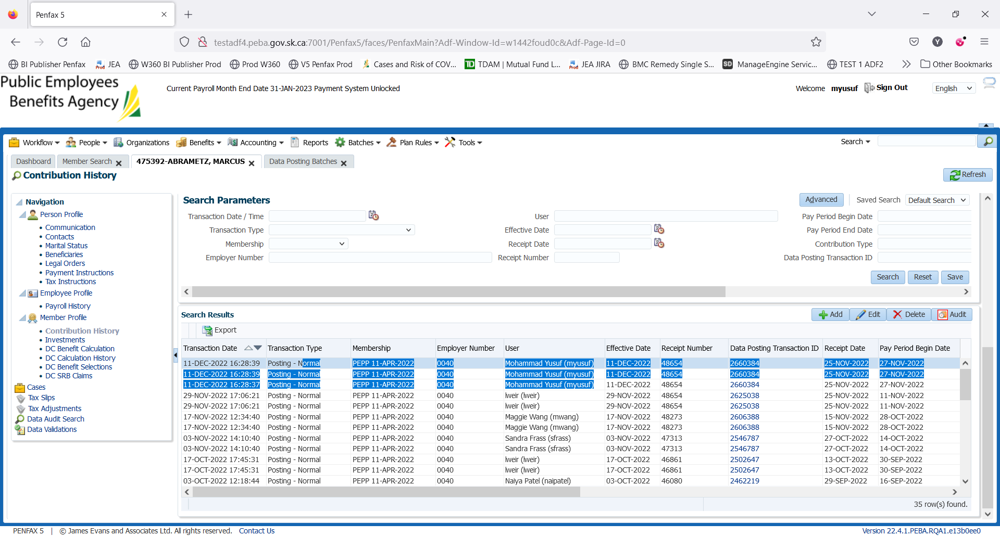 Penfax 5
testadf4.peba.gov.sk.ca:7001/Penfax5/faces/PenfaxMain?Adf-Window-Id=w1442foud0c&Adf-Page-Id=0
BI Publisher Penfax JEA W360 BI Publisher Prod Prod W360 V5 Penfax Prod Cases and Risk of COV... TDAM | Mutual Fund L... JEA JIRA BMC Remedy Single S... ManageEngine Servic... TEST 1 ADF2 Other Bookmarks
Public Employees
Benefits Agency
Current Payroll Month End Date 31-JAN-2023 Payment System Unlocked
Welcome myusuf Sign Out English
Workflow People Organizations Benefits Accounting Reports Batches Plan Rules Tools Search
Dashboard Member Search 475392-ABRAMETZ, MARCUS Data Posting Batches
Contribution History Refresh
Navigation
Person Profile
Communication
Contacts
Marital Status
Beneficiaries
Legal Orders
Payment Instructions
Tax Instructions
Employee Profile
Payroll History
Member Profile
Contribution History
Investments
DC Benefit Calculation
DC Calculation History
DC Benefit Selections
DC SRB Claims
Cases
Tax Slips
Tax Adjustments
Data Audit Search
Data Validations
Search Parameters Advanced Saved Search Default Search
Transaction Date / Time User Pay Period Begin Date
Transaction Type Effective Date Pay Period End Date
Membership Receipt Date Contribution Type
Employer Number Receipt Number Data Posting Transaction ID
Search Reset Save
Search Results Add Edit Delete Audit
Export
Transaction Date Transaction Type Membership Employer Number User Effective Date Receipt Number Data Posting Transaction ID Receipt Date Pay Period Begin Date
11-DEC-2022 16:28:39 Posting - Normal PEPP 11-APR-2022 0040 Mohammad Yusuf (myusuf) 11-DEC-2022 48654 2660384 25-NOV-2022 27-NOV-2022
11-DEC-2022 16:28:39 Posting - Normal PEPP 11-APR-2022 0040 Mohammad Yusuf (myusuf) 11-DEC-2022 48654 2660384 25-NOV-2022 27-NOV-2022
11-DEC-2022 16:28:37 Posting - Normal PEPP 11-APR-2022 0040 Mohammad Yusuf (myusuf) 11-DEC-2022 48654 2660384 25-NOV-2022 27-NOV-2022
29-NOV-2022 17:06:21 Posting - Normal PEPP 11-APR-2022 0040 lweir (lweir) 29-NOV-2022 48654 2625038 25-NOV-2022 11-NOV-2022
29-NOV-2022 17:06:21 Posting - Normal PEPP 11-APR-2022 0040 lweir (lweir) 29-NOV-2022 48654 2625038 25-NOV-2022 11-NOV-2022
17-NOV-2022 12:34:40 Posting - Normal PEPP 11-APR-2022 0040 Maggie Wang (mwang) 17-NOV-2022 48273 2606388 15-NOV-2022 28-OCT-2022
17-NOV-2022 12:34:40 Posting - Normal PEPP 11-APR-2022 0040 Maggie Wang (mwang) 17-NOV-2022 48273 2606388 15-NOV-2022 28-OCT-2022
03-NOV-2022 14:10:40 Posting - Normal PEPP 11-APR-2022 0040 Sandra Frass (sfrass) 03-NOV-2022 47313 2546787 27-OCT-2022 14-OCT-2022
03-NOV-2022 14:10:40 Posting - Normal PEPP 11-APR-2022 0040 Sandra Frass (sfrass) 03-NOV-2022 47313 2546787 27-OCT-2022 14-OCT-2022
17-OCT-2022 17:45:31 Posting - Normal PEPP 11-APR-2022 0040 lweir (lweir) 17-OCT-2022 46861 2502647 13-OCT-2022 30-SEP-2022
17-OCT-2022 17:45:31 Posting - Normal PEPP 11-APR-2022 0040 lweir (lweir) 17-OCT-2022 46861 2502647 13-OCT-2022 30-SEP-2022
03-OCT-2022 12:18:44 Posting - Normal PEPP 11-APR-2022 0040 Naiya Patel (naipatel) 03-OCT-2022 46080 2462219 29-SEP-2022 16-SEP-2022
35 row(s) found.
PENFAX 5 | © James Evans and Associates Ltd. All rights reserved. Contact Us Version 22.4.1.PEBA.RQA1.e13b0ee0